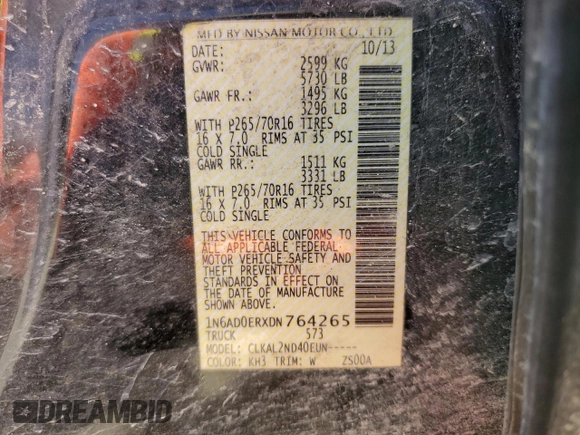 MFD BY NISSAN MOTOR CO., LTD.
DATE: 10/13
GVWR: 2599 KG
5730 LB
GAWR FR.: 1495 KG
3296 LB
WITH P265/70R16 TIRES
16 X 7.0 RIMS AT 35 PSI
COLD SINGLE
GAWR RR.: 1511 KG
3331 LB
WITH P265/70R16 TIRES
16 X 7.0 RIMS AT 35 PSI
COLD SINGLE
THIS VEHICLE CONFORMS TO
ALL APPLICABLE FEDERAL
MOTOR VEHICLE SAFETY AND
THEFT PREVENTION
STANDARDS IN EFFECT ON
THE DATE OF MANUFACTURE
SHOWN ABOVE.
1N6AD0ERXDN764265
TRUCK 573
MODEL: CLKAL2ND40EUN-----
COLOR: KH3 TRIM: W ZS00A
DREAMBID